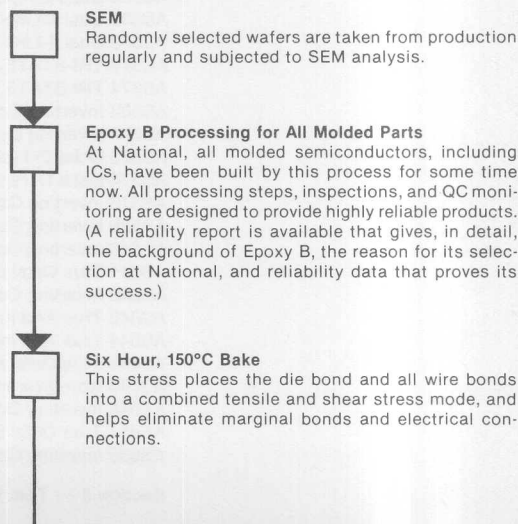 SEM
Randomly selected wafers are taken from production
regularly and subjected to SEM analysis.
Epoxy B Processing for All Molded Parts
At National, all molded semiconductors, including
ICs, have been built by this process for some time
now. All processing steps, inspections, and QC moni-
toring are designed to provide highly reliable products.
(A reliability report is available that gives, in detail,
the background of Epoxy B, the reason for its selec-
tion at National, and reliability data that proves its
success.)
Six Hour, 150°C Bake
This stress places the die bond and all wire bonds
into a combined tensile and shear stress mode, and
helps eliminate marginal bonds and electrical con-
nections.